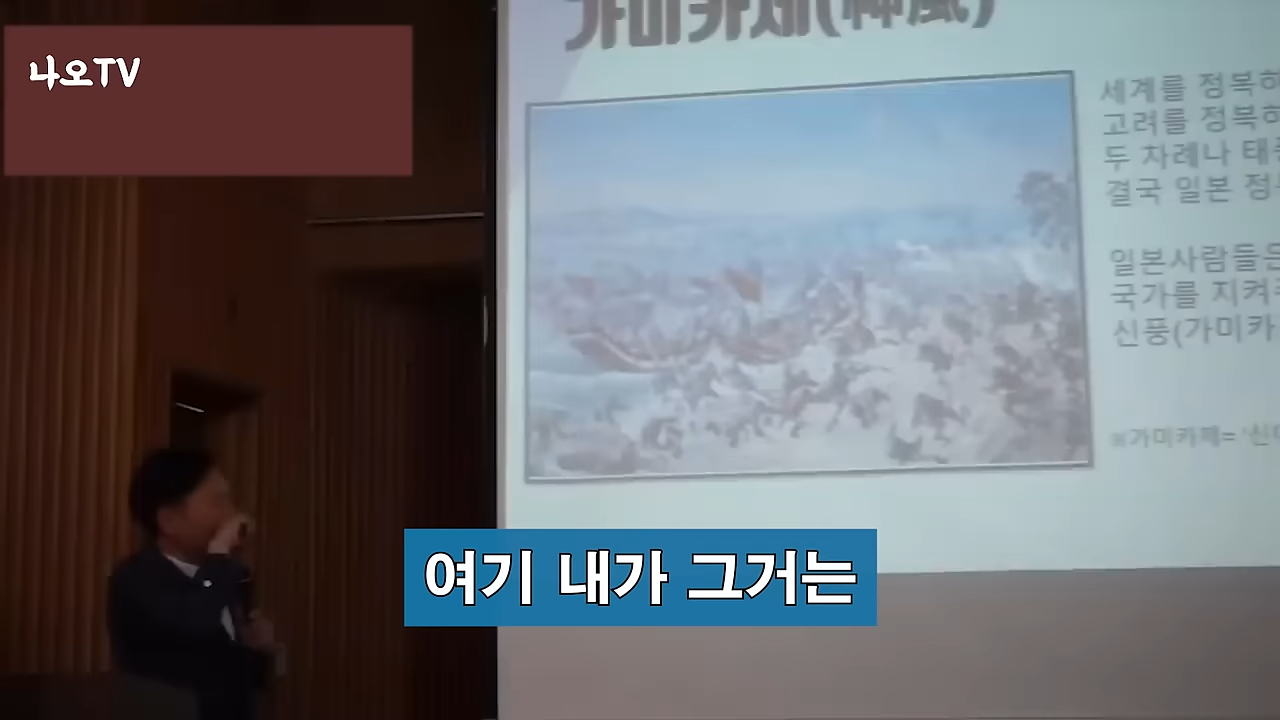 나오TV
가미카제(神風)
세계를 정복하
고려를 정복하
두 차례나 태
결국 일본 정
일본사람들은
국가를 지켜
신풍(가미카
※가미카제=
여기 내가 그거는